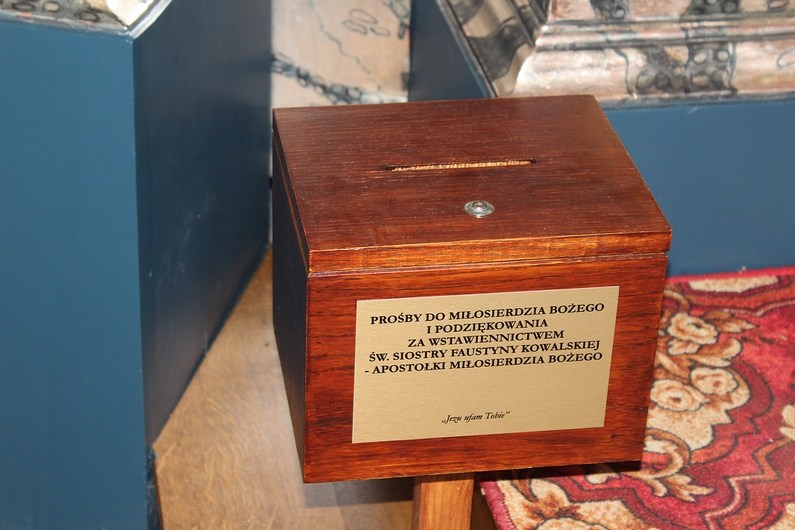 PROŚBY DO MIŁOSIERDZIA BOŻEGO
I PODZIĘKOWANIA
ZA WSTAWIENNICTWEM
ŚW. SIOSTRY FAUSTYNY KOWALSKIEJ
- APOSTOŁKI MIŁOSIERDZIA BOŻEGO
„Jezu ufam Tobie”